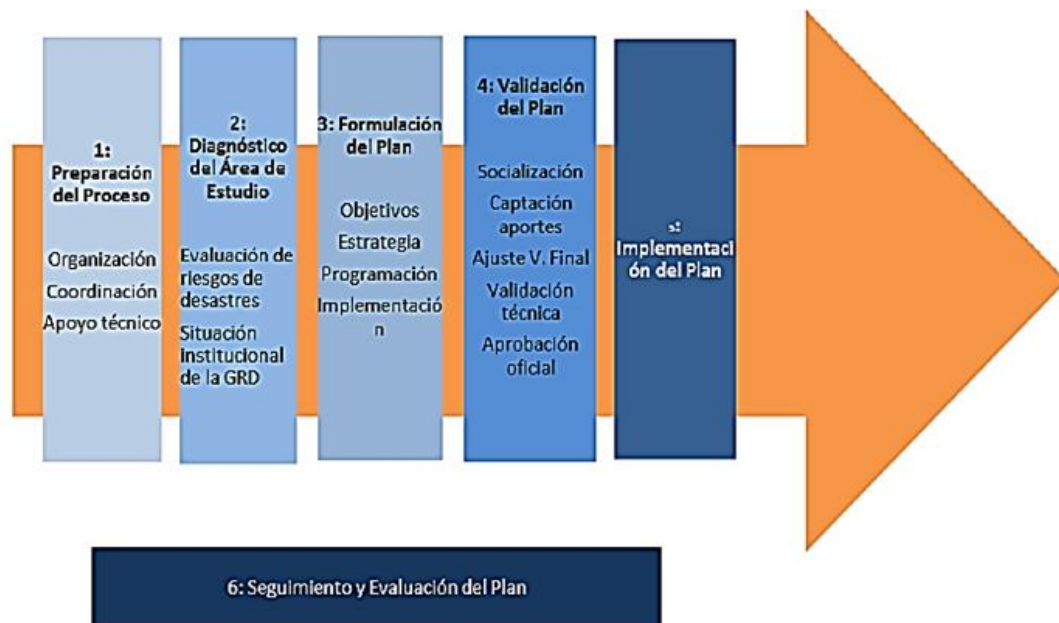 1:
Preparación
del Proceso
Organización
Coordinación
Apoyo técnico
2:
Diagnóstico
del Área de
Estudio
Evaluación de
riesgos de
desastres
Situación
institucional
de la GRD
3: Formulación
del Plan
Objetivos
Estrategia
Programación
Implementació
n
4: Validación
del Plan
Socialización
Captación
aportes
Ajuste V. Final
Validación
técnica
Aprobación
oficial
5:
Implementaci
ón del Plan
6: Seguimiento y Evaluación del Plan